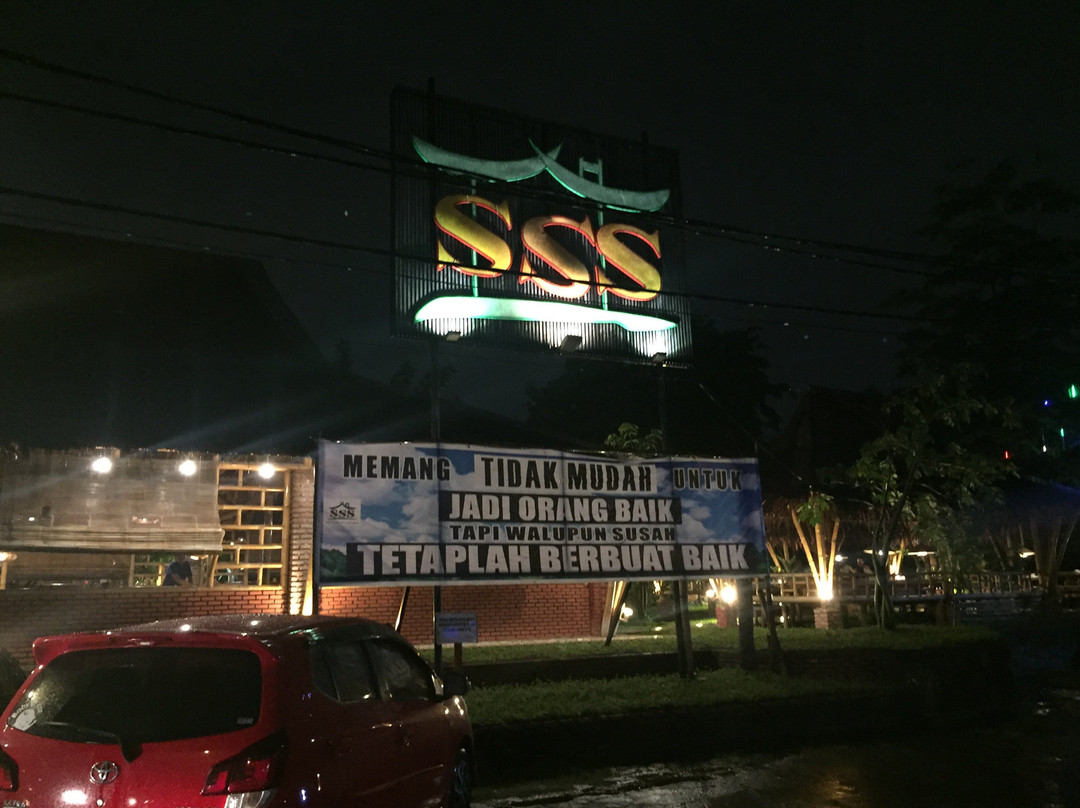 SSS
MEMANG TIDAK MUDAH UNTUK
JADI ORANG BAIK
SSS
TAPI WALUPUN SUSAH
TETAPLAH BERBUAT BAIK